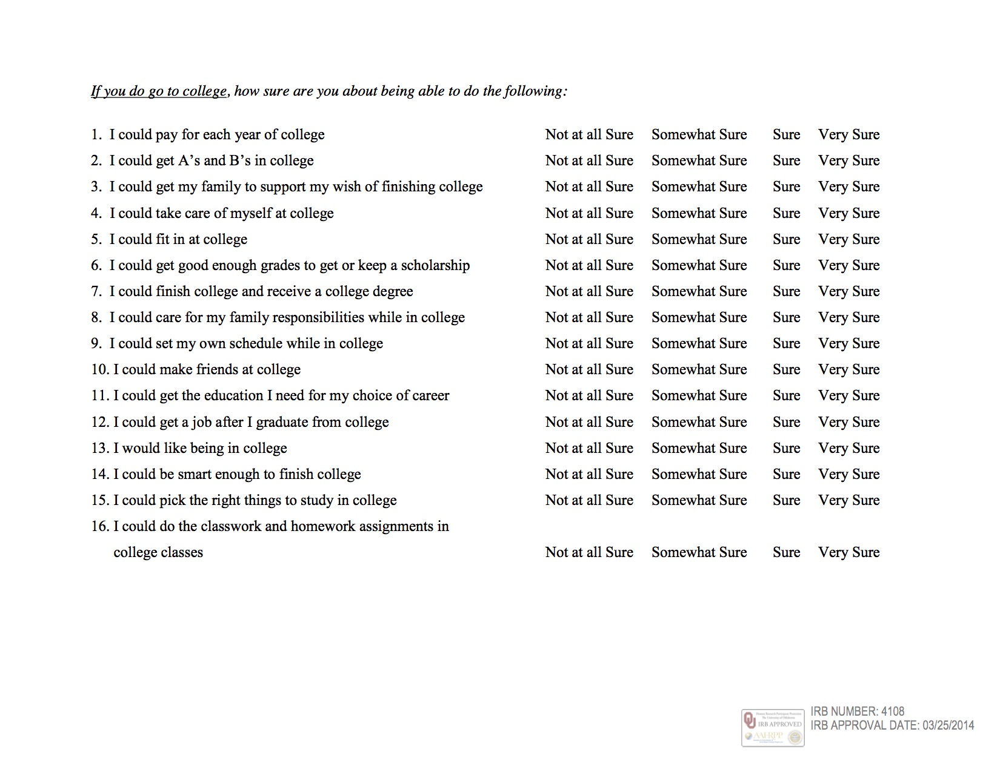 If you do go to college, how sure are you about being able to do the following:
1. I could pay for each year of college Not at all Sure Somewhat Sure Sure Very Sure
2. I could get A’s and B’s in college Not at all Sure Somewhat Sure Sure Very Sure
3. I could get my family to support my wish of finishing college Not at all Sure Somewhat Sure Sure Very Sure
4. I could take care of myself at college Not at all Sure Somewhat Sure Sure Very Sure
5. I could fit in at college Not at all Sure Somewhat Sure Sure Very Sure
6. I could get good enough grades to get or keep a scholarship Not at all Sure Somewhat Sure Sure Very Sure
7. I could finish college and receive a college degree Not at all Sure Somewhat Sure Sure Very Sure
8. I could care for my family responsibilities while in college Not at all Sure Somewhat Sure Sure Very Sure
9. I could set my own schedule while in college Not at all Sure Somewhat Sure Sure Very Sure
10. I could make friends at college Not at all Sure Somewhat Sure Sure Very Sure
11. I could get the education I need for my choice of career Not at all Sure Somewhat Sure Sure Very Sure
12. I could get a job after I graduate from college Not at all Sure Somewhat Sure Sure Very Sure
13. I would like being in college Not at all Sure Somewhat Sure Sure Very Sure
14. I could be smart enough to finish college Not at all Sure Somewhat Sure Sure Very Sure
15. I could pick the right things to study in college Not at all Sure Somewhat Sure Sure Very Sure
16. I could do the classwork and homework assignments in
college classes Not at all Sure Somewhat Sure Sure Very Sure
Human Research Participant Protection
The University of Oklahoma
IRB APPROVED
AAHRPP
IRB NUMBER: 4108
IRB APPROVAL DATE: 03/25/2014